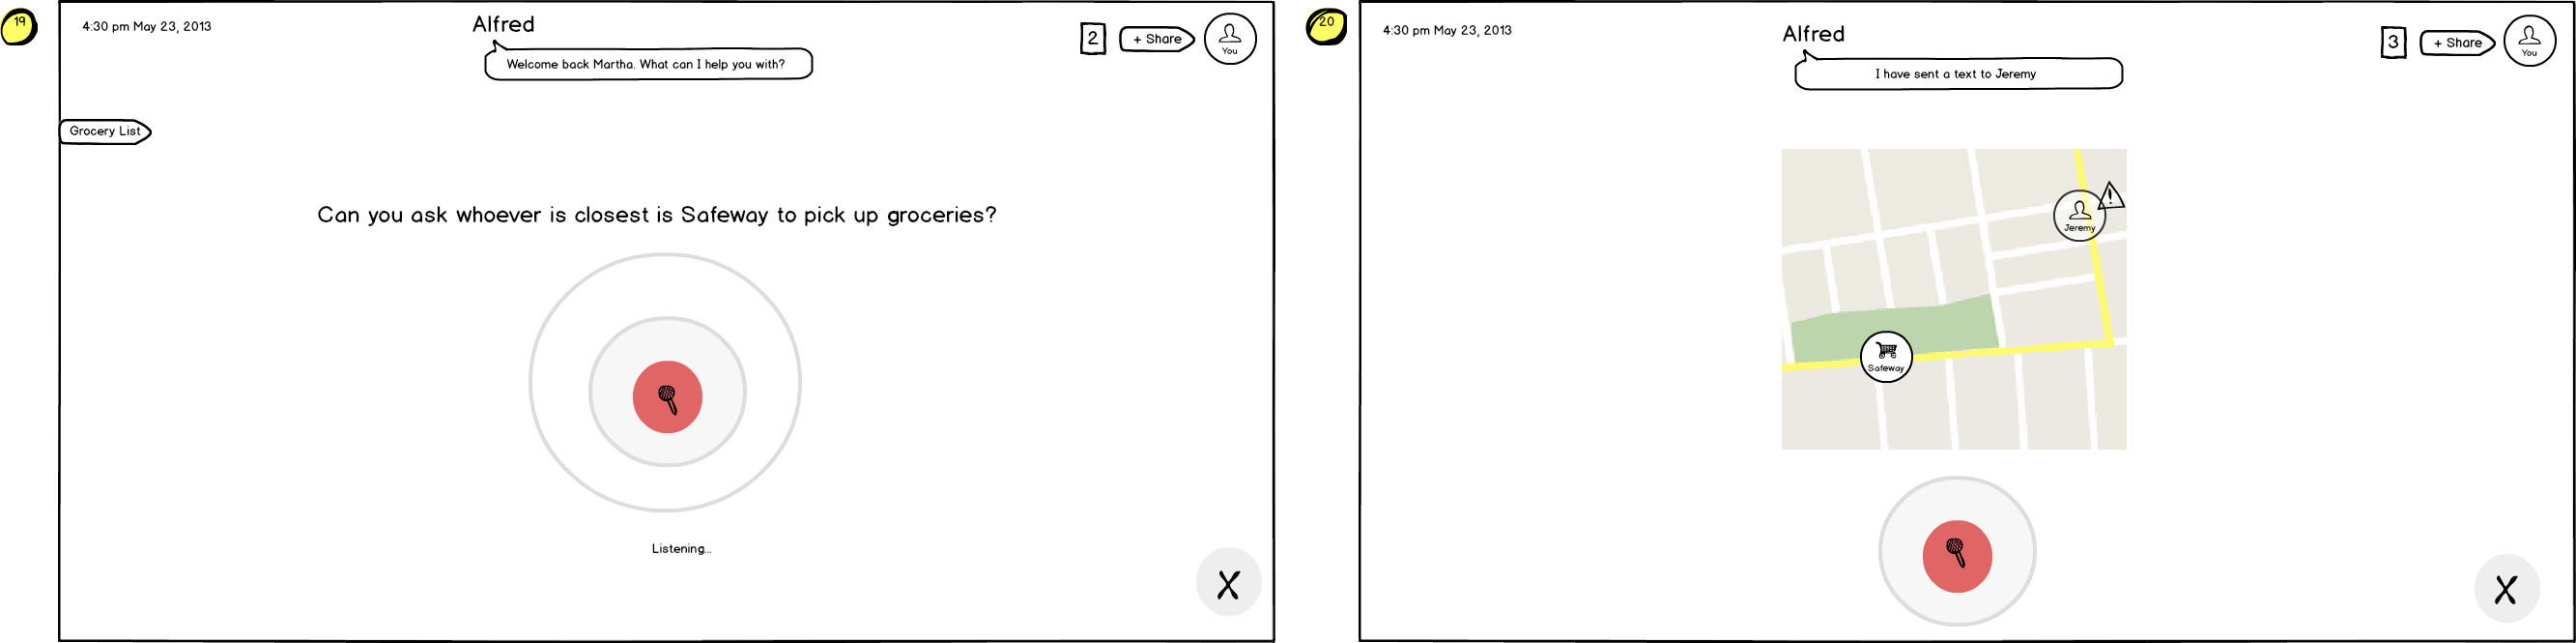 19
4:30 pm May 23, 2013
Alfred
Welcome back Martha. What can I help you with?
2
+ Share
You
Grocery List
Can you ask whoever is closest is Safeway to pick up groceries?
Listening...
X
20
4:30 pm May 23, 2013
Alfred
I have sent a text to Jeremy
3
+ Share
You
!
Jeremy
Safeway
X